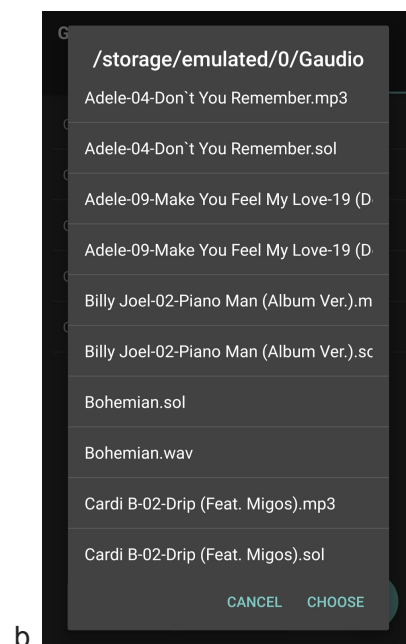 G
/storage/emulated/0/Gaudio
Adele-04-Don`t You Remember.mp3
Adele-04-Don`t You Remember.sol
Adele-09-Make You Feel My Love-19 (D
Adele-09-Make You Feel My Love-19 (D
Billy Joel-02-Piano Man (Album Ver.).m
Billy Joel-02-Piano Man (Album Ver.).sc
Bohemian.sol
Bohemian.wav
Cardi B-02-Drip (Feat. Migos).mp3
Cardi B-02-Drip (Feat. Migos).sol
CANCEL CHOOSE
b